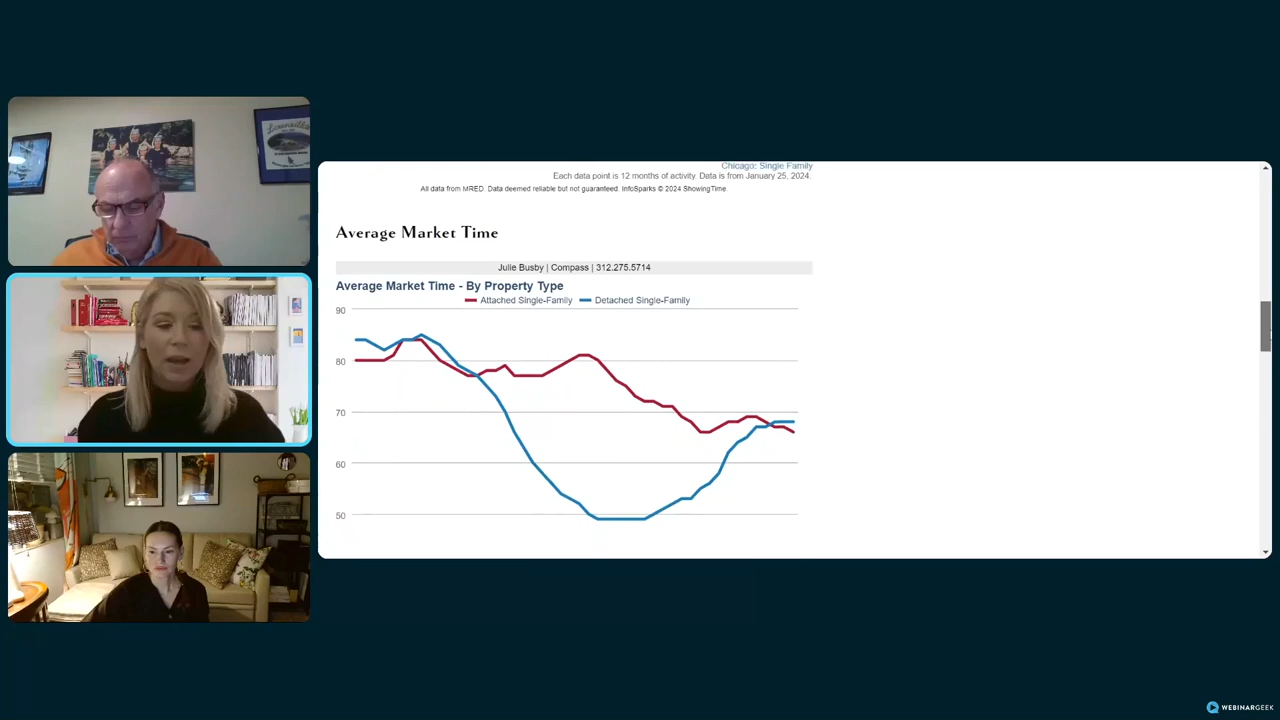 Chicago: Single Family
Each data point is 12 months of activity. Data is from January 25, 2024.
All data from MRED. Data deemed reliable but not guaranteed. InfoSparks © 2024 ShowingTime.
Average Market Time
Julie Busby | Compass | 312.275.5714
Average Market Time - By Property Type
Attached Single-Family Detached Single-Family
90
80
70
60
50
WEBINARGEEK